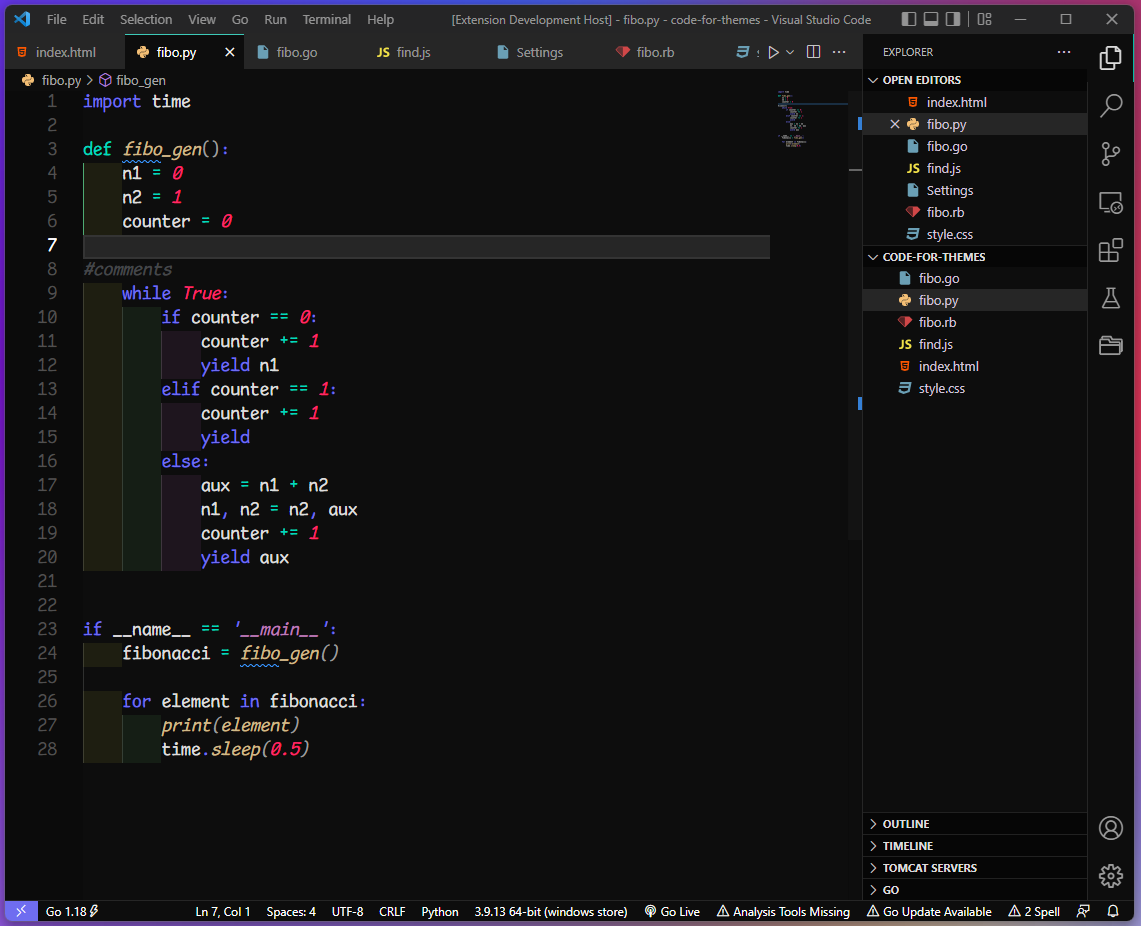 File Edit Selection View Go Run Terminal Help [Extension Development Host] - fibo.py - code-for-themes - Visual Studio Code
index.html fibo.py fibo.go JS find.js Settings fibo.rb
fibo.py > fibo_gen
1 import time
2
3 def fibo_gen():
4 n1 = 0
5 n2 = 1
6 counter = 0
7
8 #comments
9 while True:
10 if counter == 0:
11 counter += 1
12 yield n1
13 elif counter == 1:
14 counter += 1
15 yield
16 else:
17 aux = n1 + n2
18 n1, n2 = n2, aux
19 counter += 1
20 yield aux
21
22
23 if __name__ == '__main__':
24 fibonacci = fibo_gen()
25
26 for element in fibonacci:
27 print(element)
28 time.sleep(0.5)
EXPLORER
OPEN EDITORS
index.html
fibo.py
fibo.go
JS find.js
Settings
fibo.rb
style.css
CODE-FOR-THEMES
fibo.go
fibo.py
fibo.rb
JS find.js
index.html
style.css
OUTLINE
TIMELINE
TOMCAT SERVERS
GO
Go 1.18 Ln 7, Col 1 Spaces: 4 UTF-8 CRLF Python 3.9.13 64-bit (windows store) Go Live Analysis Tools Missing Go Update Available 2 Spell